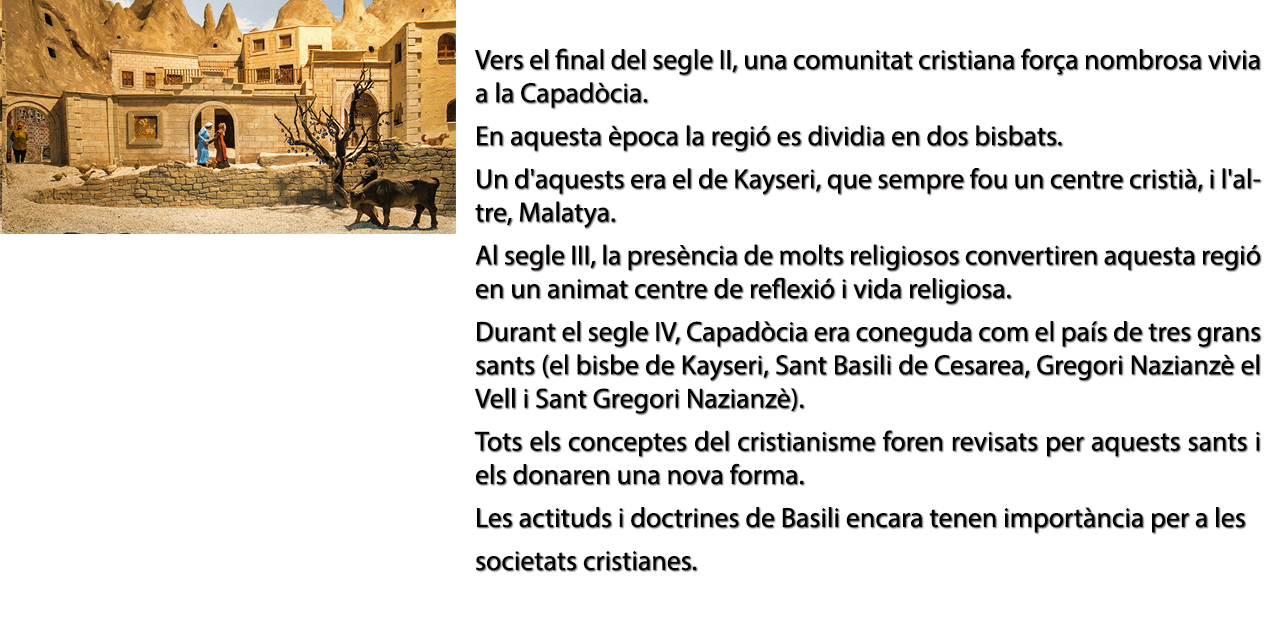 Vers el final del segle II, una comunitat cristiana força nombrosa vivia
a la Capadòcia.
En aquesta època la regió es dividia en dos bisbats.
Un d'aquests era el de Kayseri, que sempre fou un centre cristià, i l'al-
tre, Malatya.
Al segle III, la presència de molts religiosos convertiren aquesta regió
en un animat centre de reflexió i vida religiosa.
Durant el segle IV, Capadòcia era coneguda com el país de tres grans
sants (el bisbe de Kayseri, Sant Basili de Cesarea, Gregori Nazianzè el
Vell i Sant Gregori Nazianzè).
Tots els conceptes del cristianisme foren revisats per aquests sants i
els donaren una nova forma.
Les actituds i doctrines de Basili encara tenen importància per a les
societats cristianes.